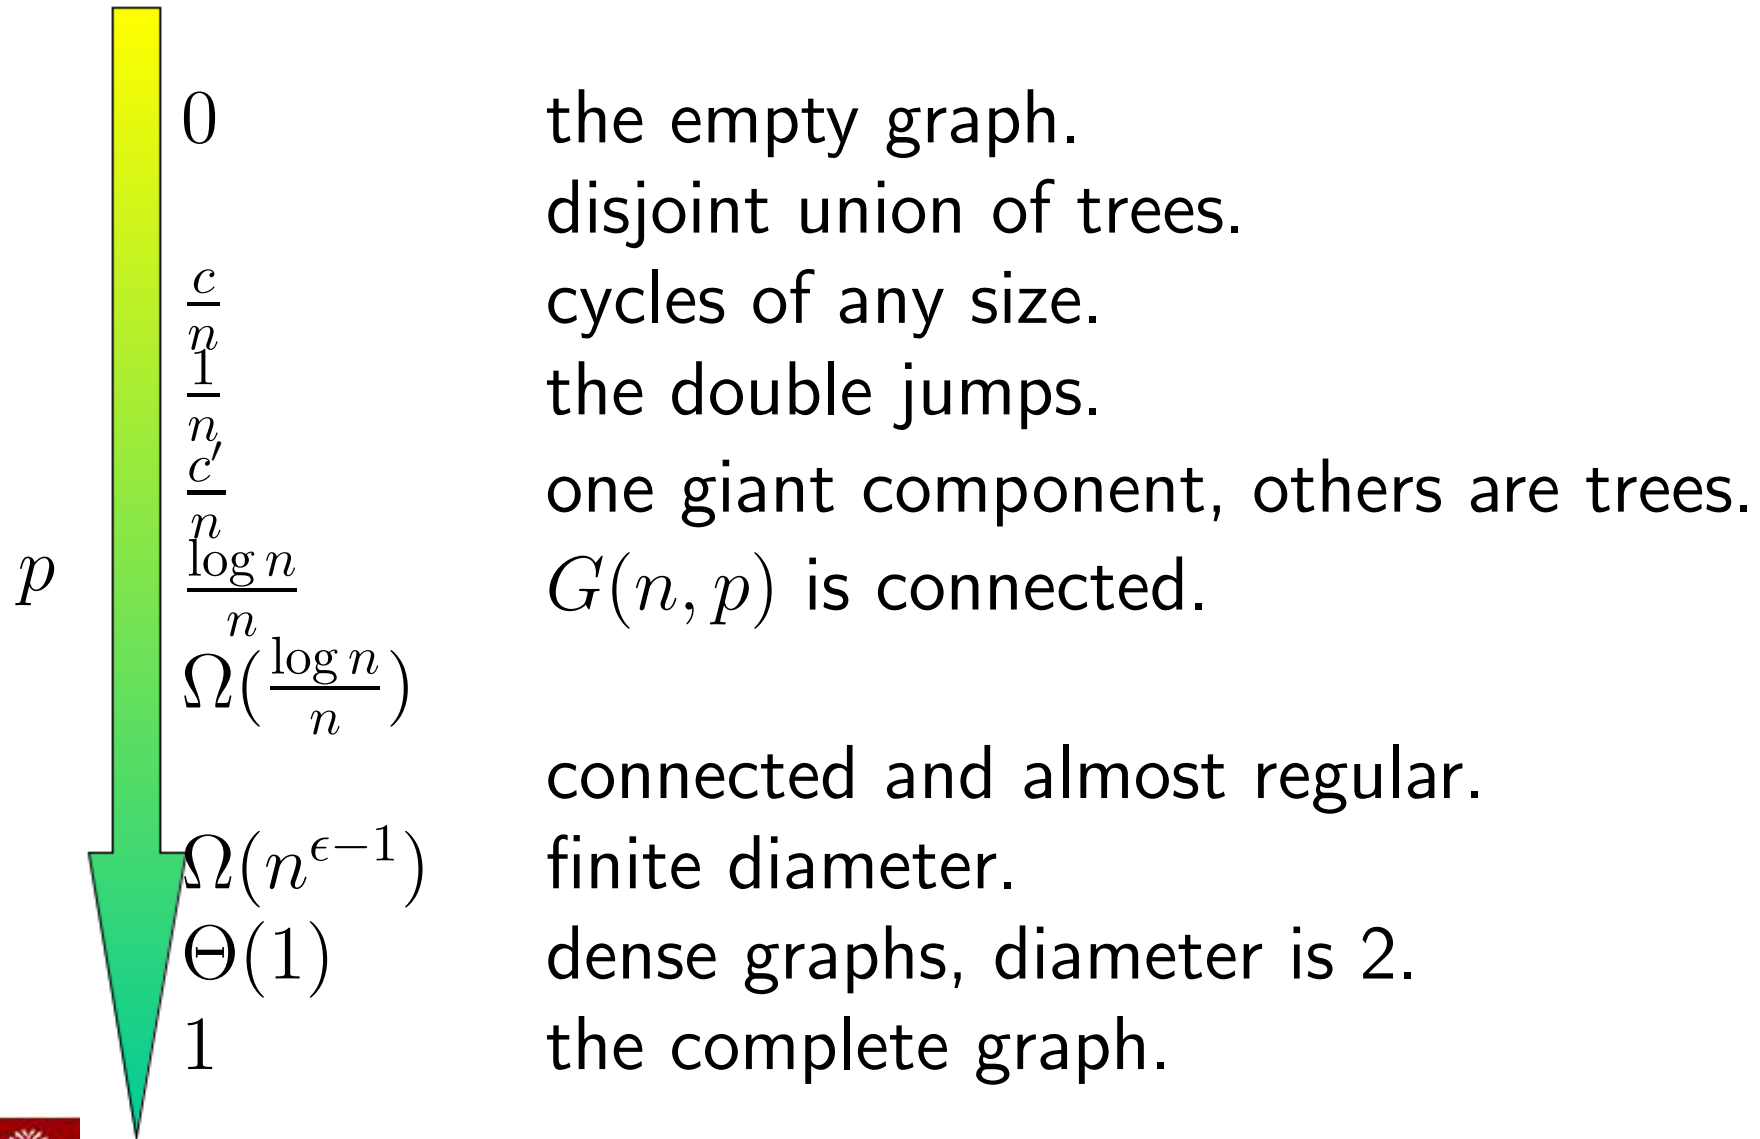 0 the empty graph.
disjoint union of trees.
c/n cycles of any size.
1/n the double jumps.
c′/n one giant component, others are trees.
p log n/n G(n, p) is connected.
Ω(log n/n)
connected and almost regular.
Ω(n^{ϵ−1}) finite diameter.
Θ(1) dense graphs, diameter is 2.
1 the complete graph.